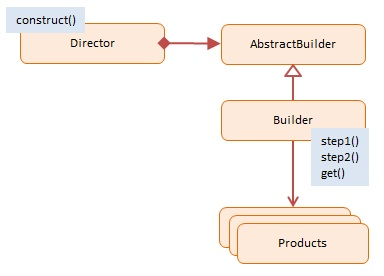 construct()
Director
AbstractBuilder
Builder
step1()
step2()
get()
Products